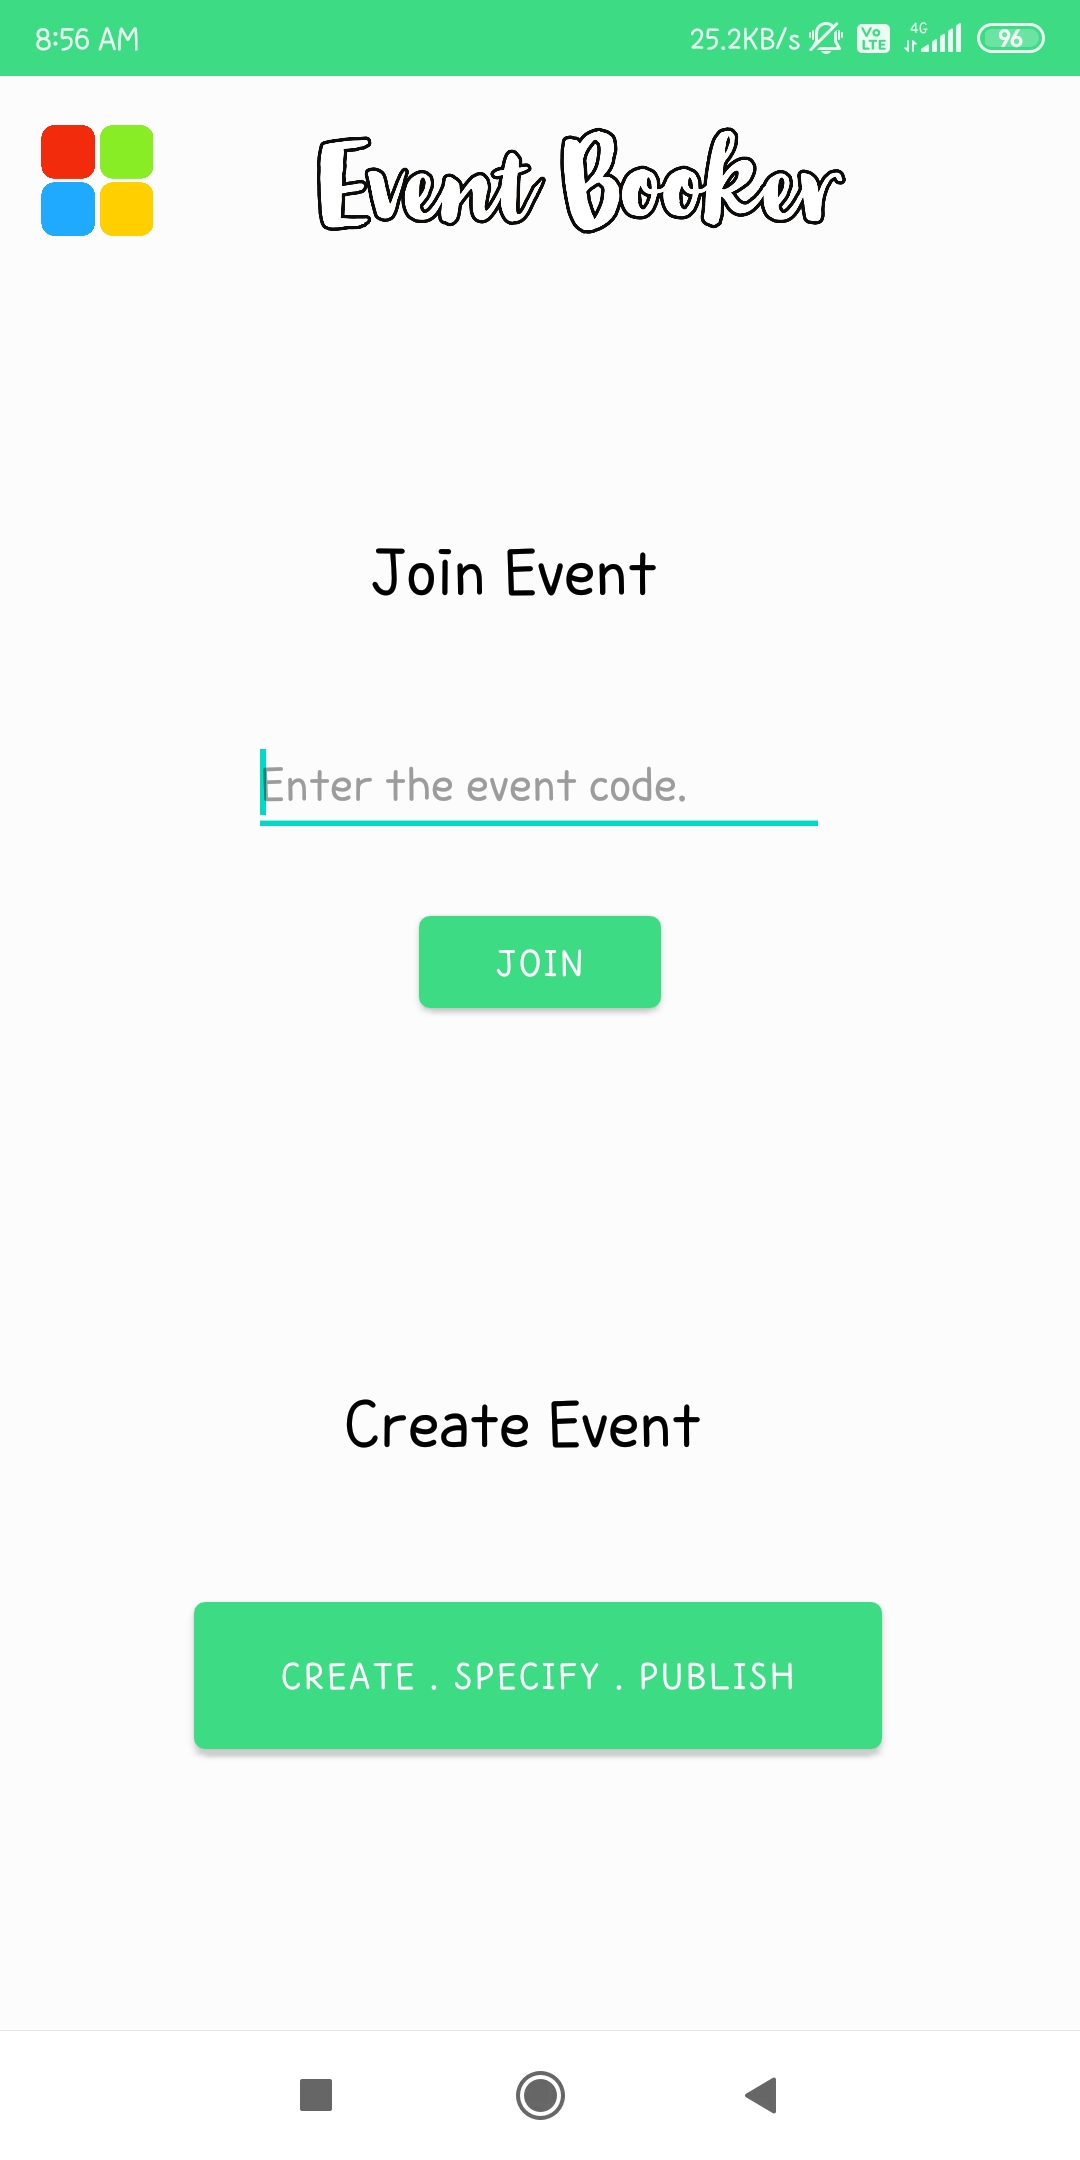 8:56 AM 25.2KB/s Vo LTE 4G 96
Event Booker
Join Event
Enter the event code.
JOIN
Create Event
CREATE . SPECIFY . PUBLISH